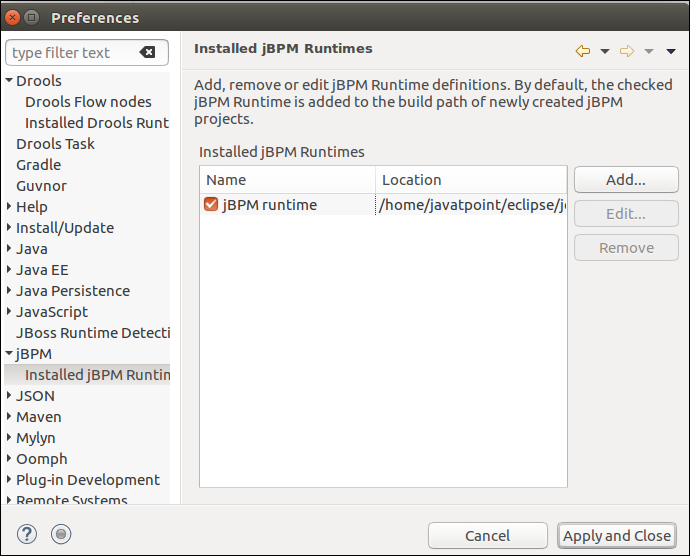 Preferences
type filter text
Drools
Drools Flow nodes
Installed Drools Runt
Drools Task
Gradle
Guvnor
Help
Install/Update
Java
Java EE
Java Persistence
JavaScript
JBoss Runtime Detecti
jBPM
Installed jBPM Runtin
JSON
Maven
Mylyn
Oomph
Plug-in Development
Remote Systems
Installed jBPM Runtimes
Add, remove or edit jBPM Runtime definitions. By default, the checked
jBPM Runtime is added to the build path of newly created jBPM
projects.
Installed jBPM Runtimes
Name Location
jBPM runtime /home/javatpoint/eclipse/j
Add...
Edit...
Remove
?
Cancel Apply and Close